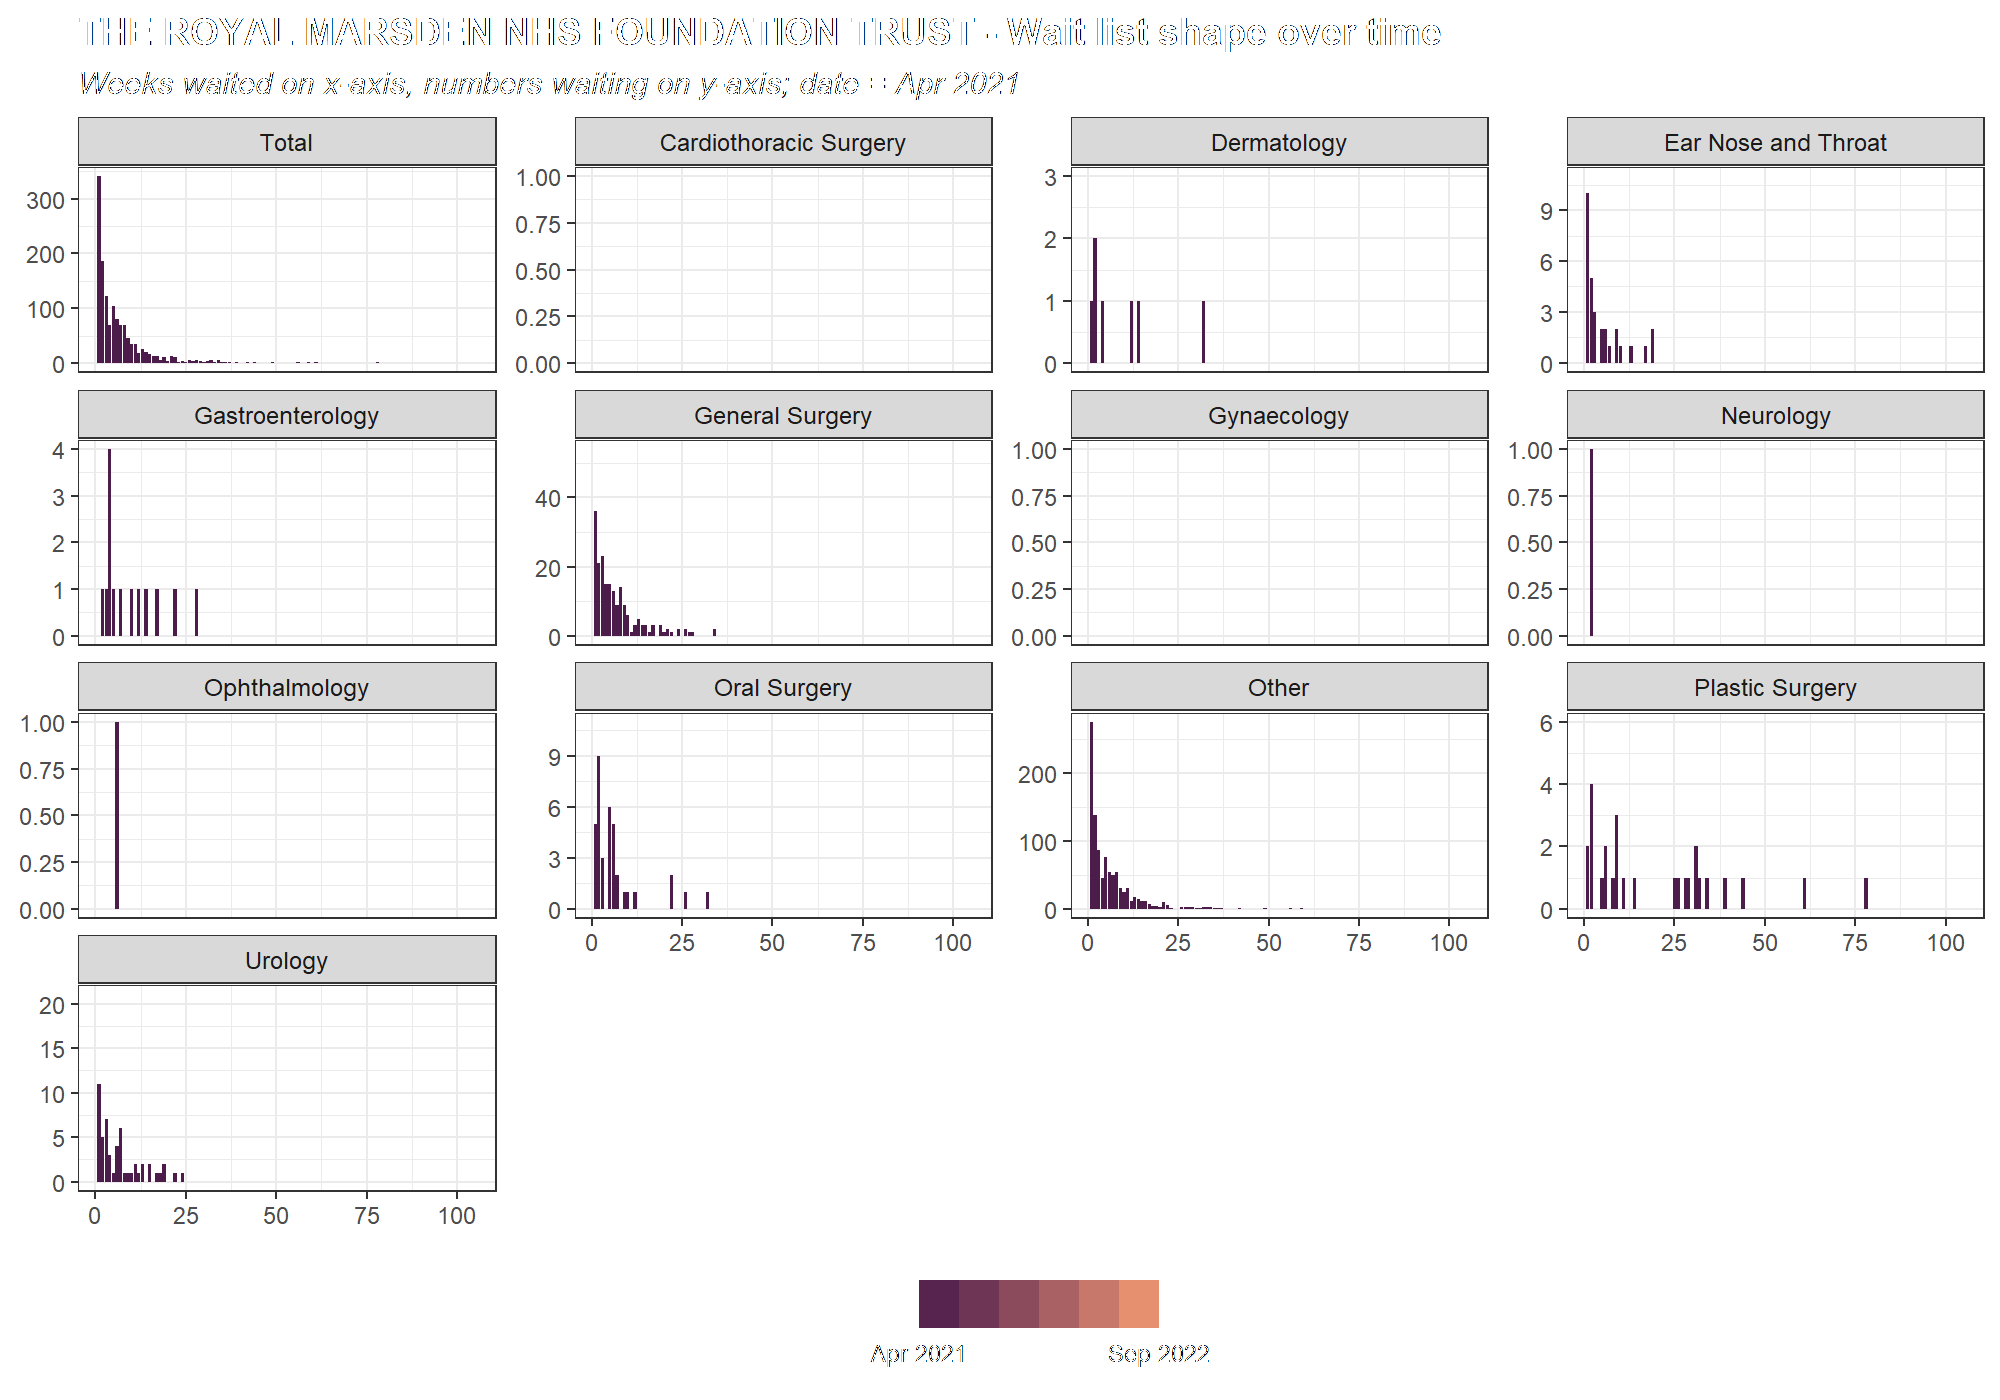 THE ROYAL MARSDEN NHS FOUNDATION TRUST - Wait list shape over time
Weeks waited on x-axis, numbers waiting on y-axis; date = Apr 2021
Total
Cardiothoracic Surgery
Dermatology
Ear Nose and Throat
300
200
100
0
1.00
0.75
0.50
0.25
0.00
3
2
1
0
9
6
3
0
Gastroenterology
General Surgery
Gynaecology
Neurology
4
3
2
1
0
40
20
0
1.00
0.75
0.50
0.25
0.00
1.00
0.75
0.50
0.25
0.00
Ophthalmology
Oral Surgery
Other
Plastic Surgery
1.00
0.75
0.50
0.25
0.00
9
6
3
0
200
100
0
6
4
2
0
0 25 50 75 100
0 25 50 75 100
0 25 50 75 100
Urology
20
15
10
5
0
0 25 50 75 100
Apr 2021
Sep 2022